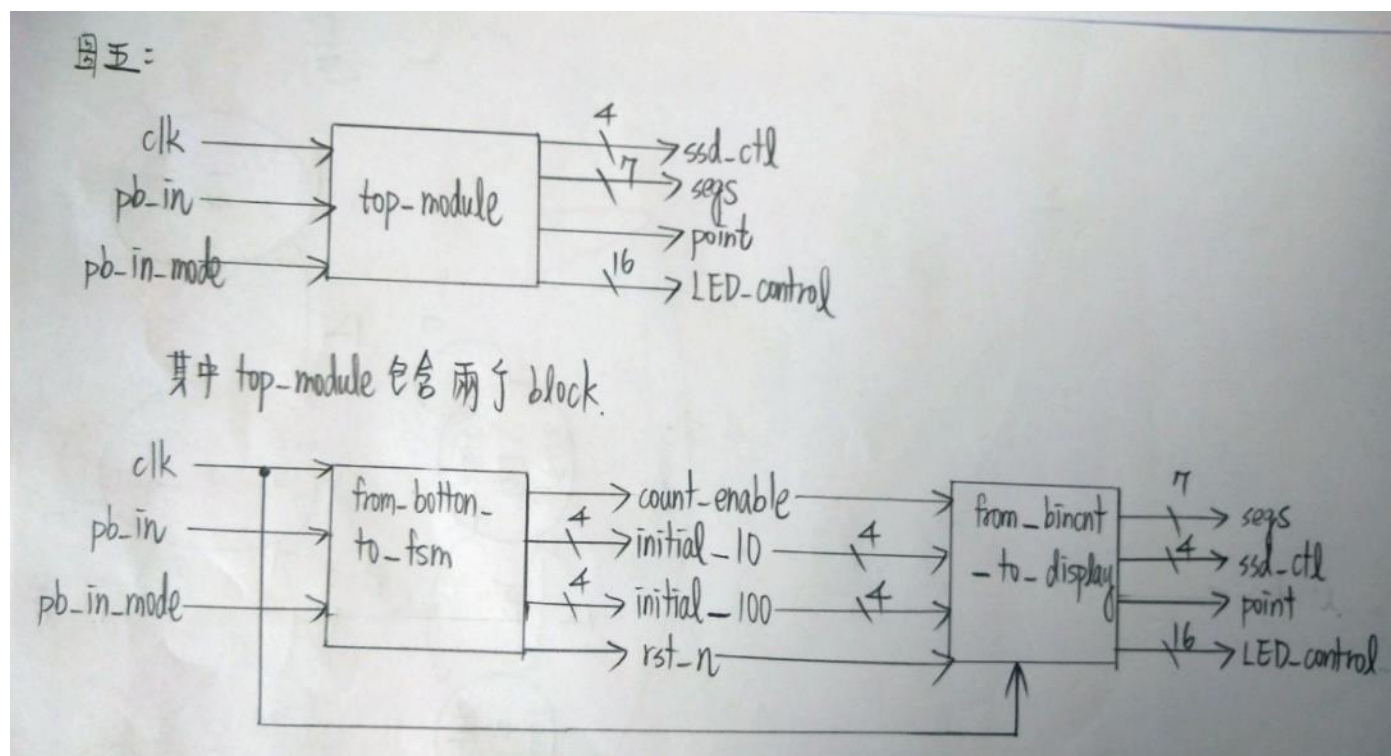 图五:
clk
pb_in
pb_in_mode
top_module
4
ssd_ctl
7
segs
point
16
LED_control
其中 top_module 包含 兩个 block.
clk
pb_in
pb_in_mode
from_botton_
to_fsm
count_enable
4
initial_10
4
4
initial_100
4
rst_n
from_bincnt
_to_display
7
segs
4
ssd_ctl
point
16
LED_control